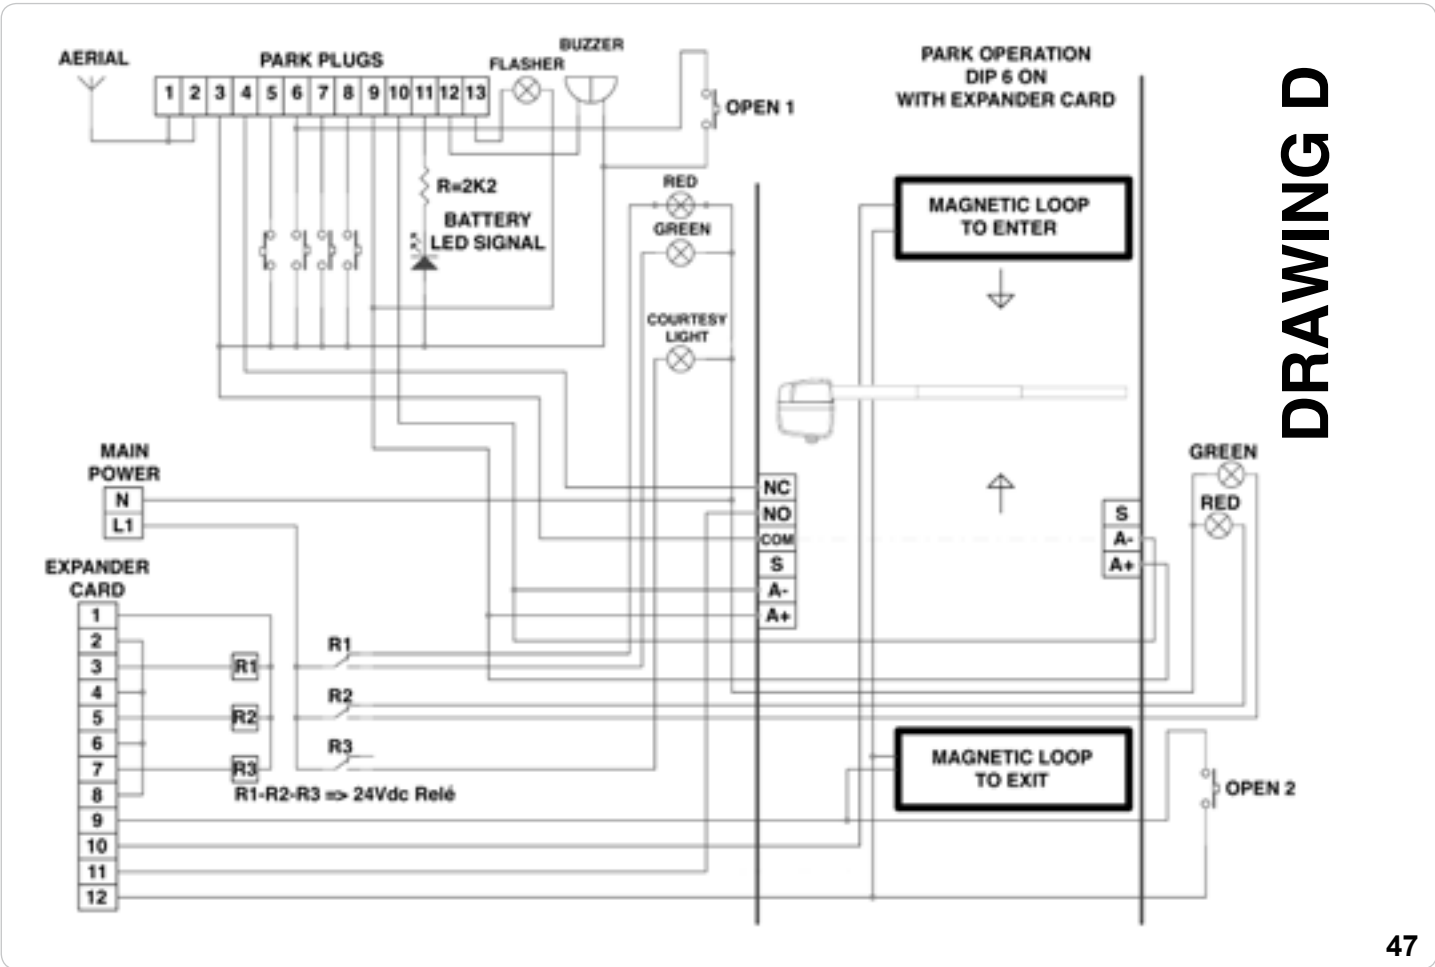 AERIAL
PARK PLUGS
1 2 3 4 5 6 7 8 9 10 11 12 13
FLASHER
BUZZER
OPEN 1
PARK OPERATION
DIP 6 ON
WITH EXPANDER CARD
DRAWING D
R=2K2
BATTERY
LED SIGNAL
RED
GREEN
COURTESY
LIGHT
MAGNETIC LOOP
TO ENTER
MAIN
POWER
N
L1
NC
NO
COM
S
A-
A+
S
A-
A+
GREEN
RED
EXPANDER
CARD
1
2
3
4
5
6
7
8
9
10
11
12
R1
R2
R3
R1
R2
R3
R1-R2-R3 => 24Vdc Relé
MAGNETIC LOOP
TO EXIT
OPEN 2
47